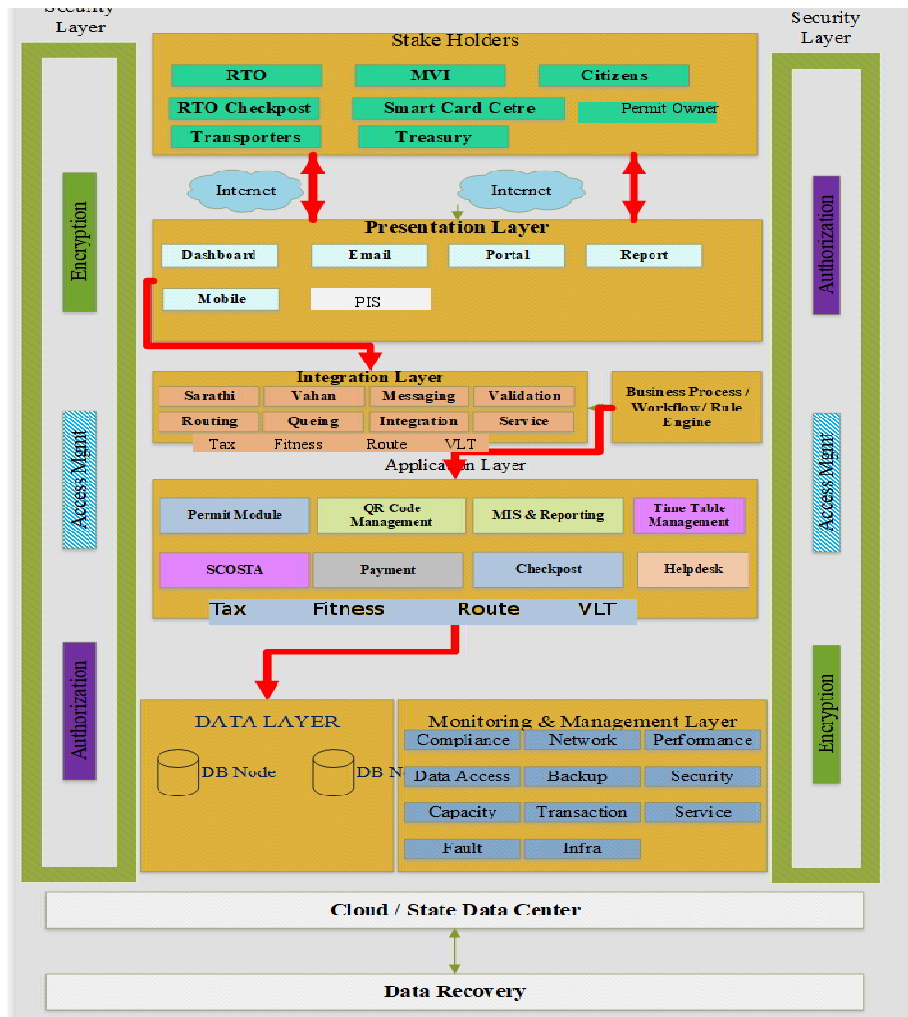 Security
Layer
Security
Layer
Stake Holders
RTO
MVI
Citizens
RTO Checkpost
Smart Card Cetre
Permit Owner
Transporters
Treasury
Internet
Internet
Presentation Layer
Dashboard
Email
Portal
Report
Mobile
PIS
Encryption
Authorization
Integration Layer
Sarathi
Vahan
Messaging
Validation
Routing
Queing
Integration
Service
Tax
Fitness
Route
VLT
Business Process /
Workflow/ Rule
Engine
Access Mgmt
Access Mgmt
Application Layer
Permit Module
QR Code
Management
MIS & Reporting
Time Table
Management
SCOSTA
Payment
Checkpost
Helpdesk
Tax
Fitness
Route
VLT
Authorization
Encryption
DATA LAYER
DB Node
DB N
Monitoring & Management Layer
Compliance
Network
Performance
Data Access
Backup
Security
Capacity
Transaction
Service
Fault
Infra
Cloud / State Data Center
Data Recovery